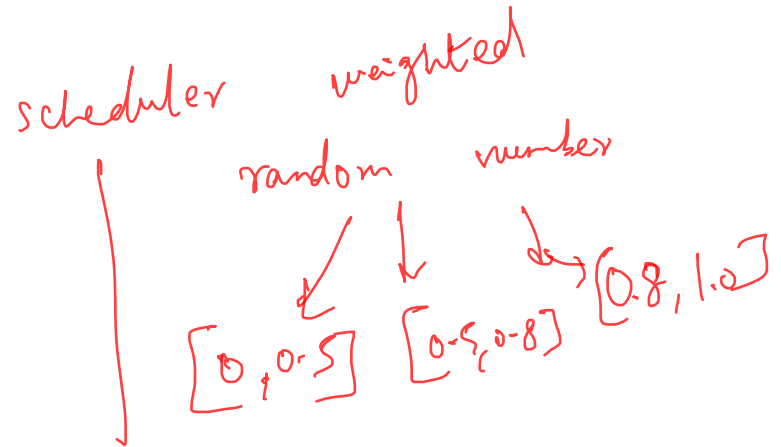 scheduler weighted
random number
[0, 0.5] [0.5, 0.8] [0.8, 1.0]